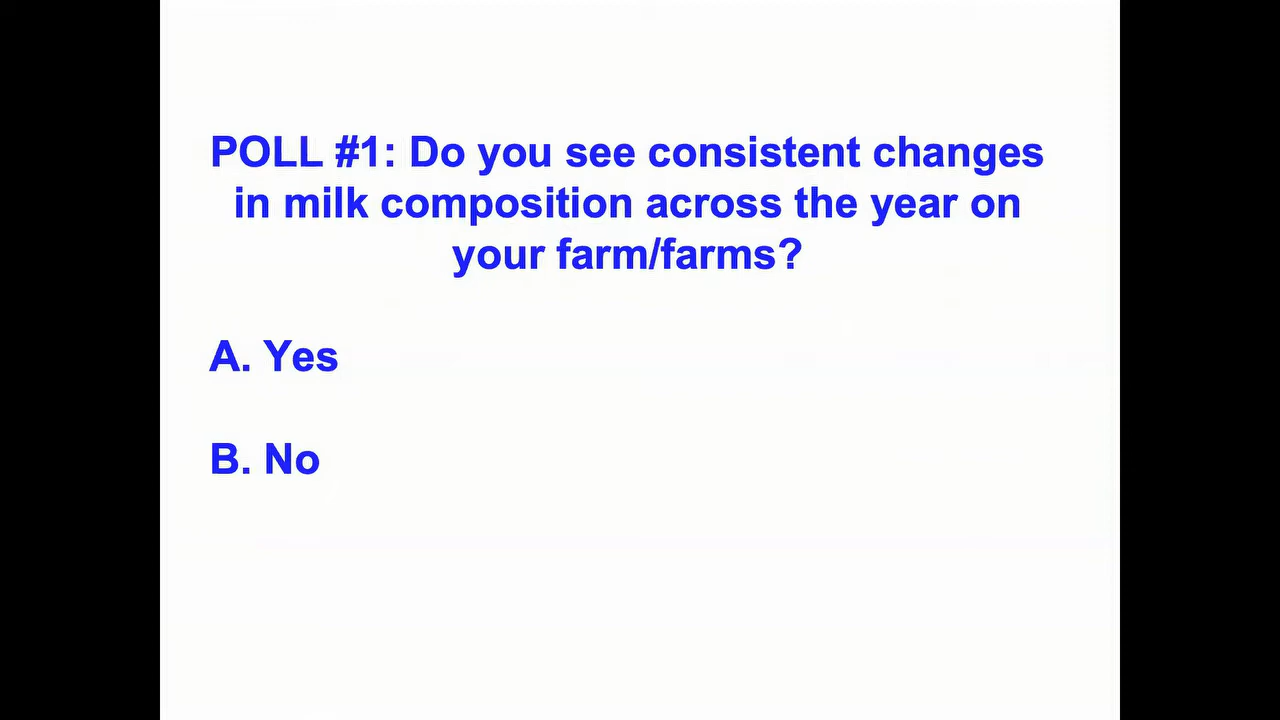 POLL #1: Do you see consistent changes
in milk composition across the year on
your farm/farms?
A. Yes
B. No